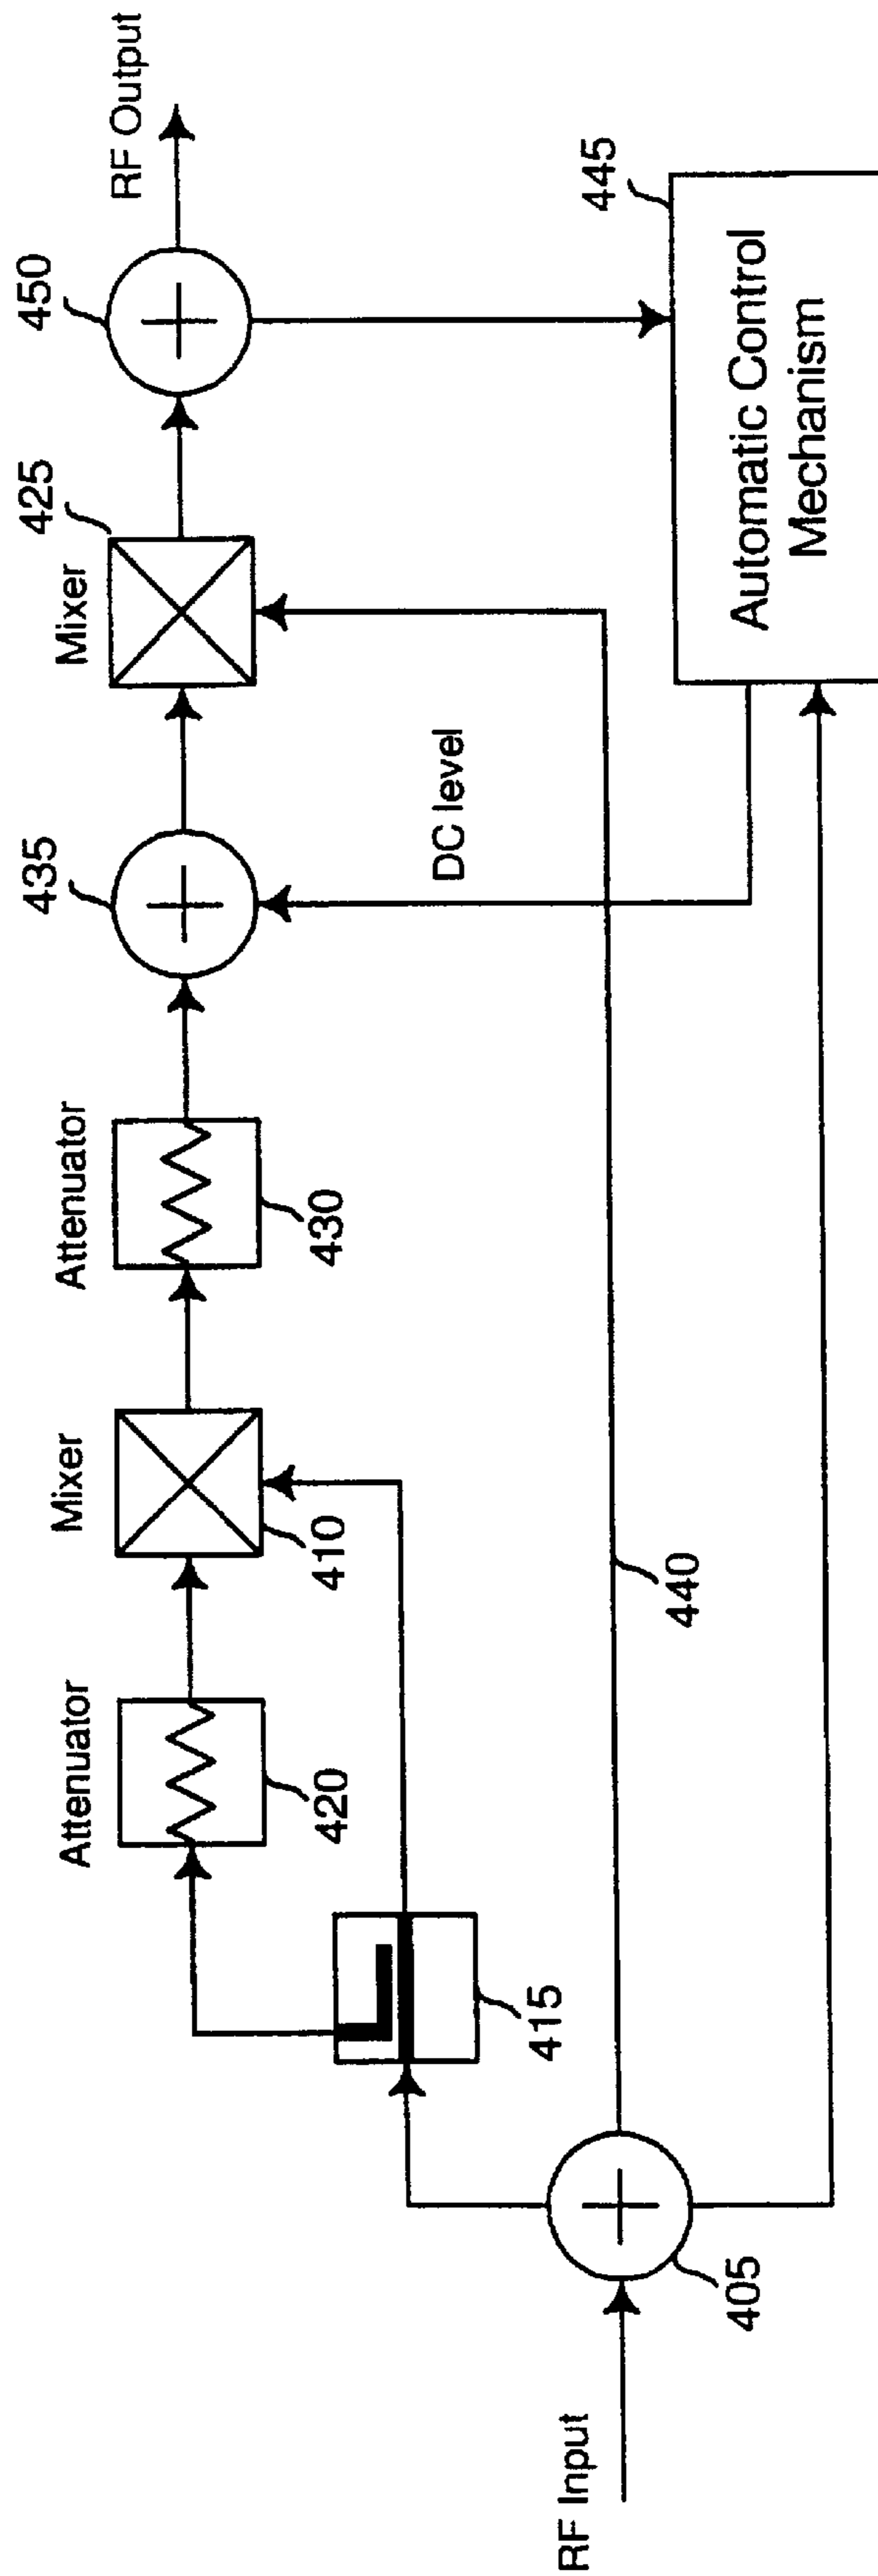 RF Input
405
415
Attenuator
420
Mixer
410
440
Attenuator
430
435
DC level
Mixer
425
450
RF Output
445
Automatic Control
Mechanism